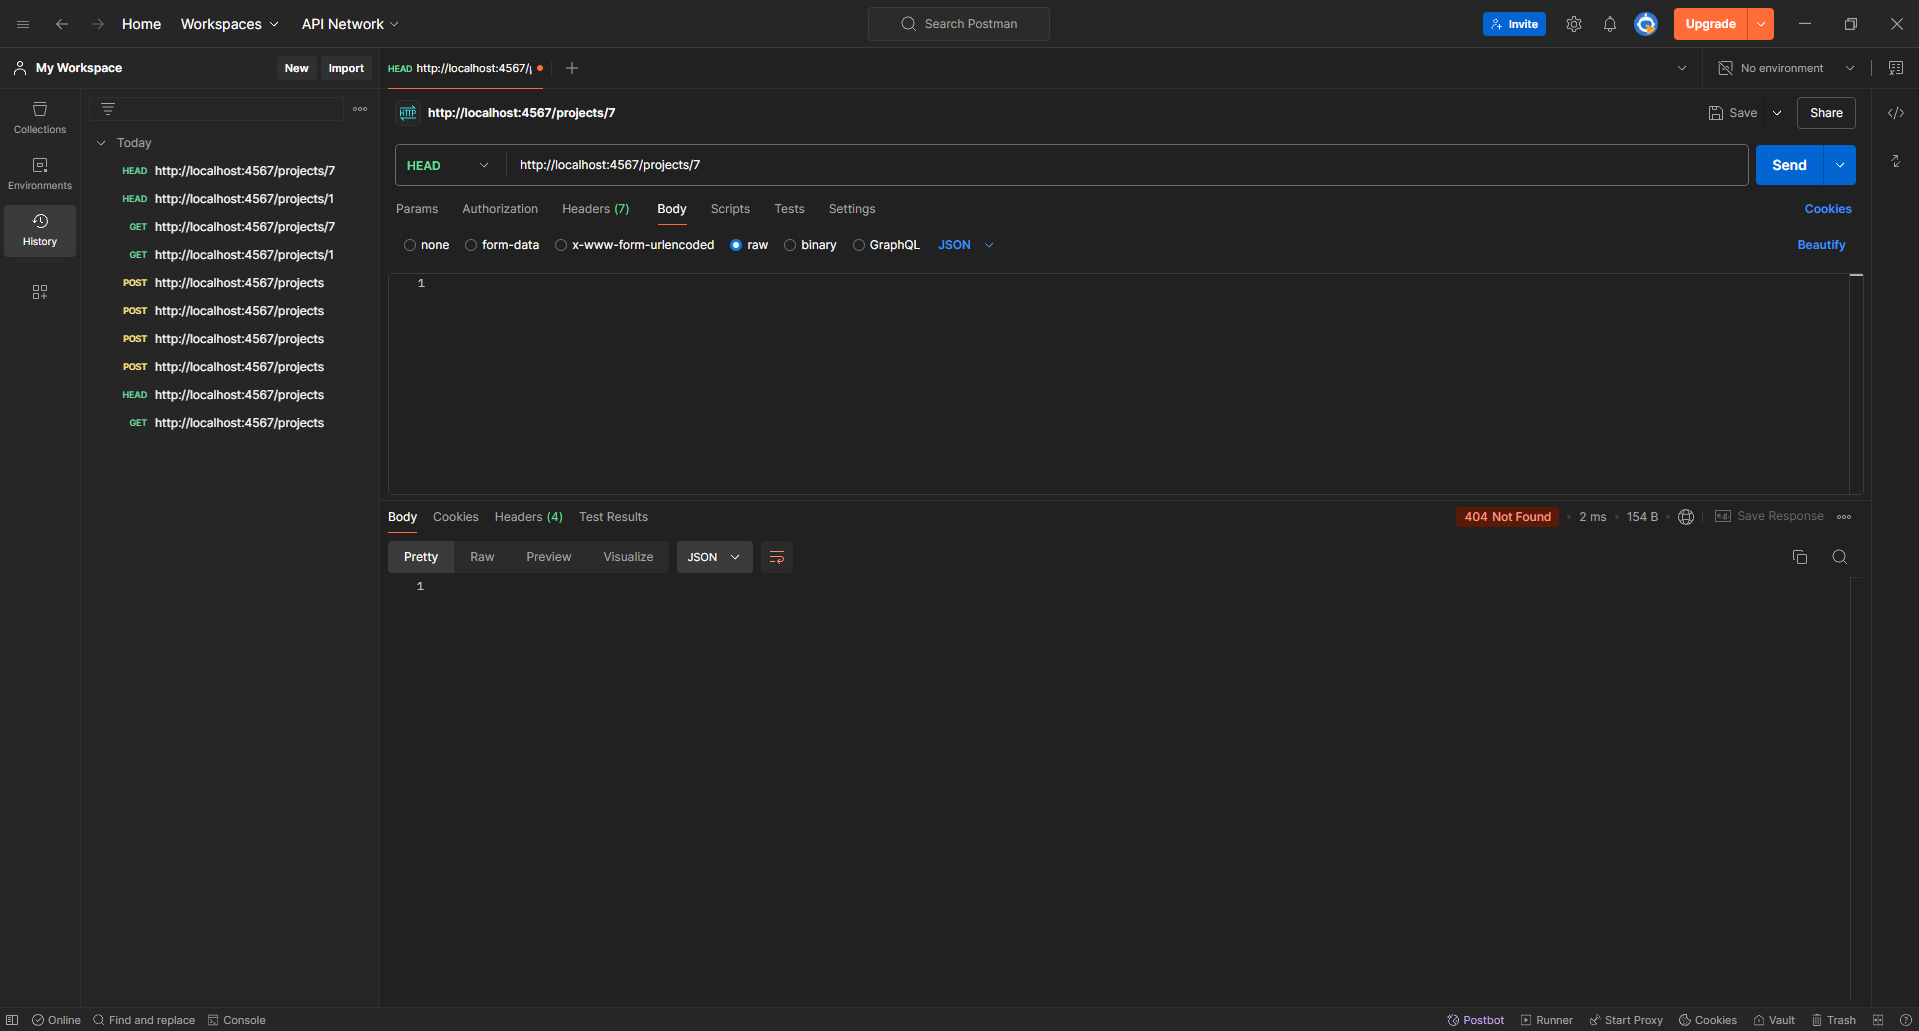 Home Workspaces API Network Search Postman Invite Upgrade
My Workspace New Import HEAD http://localhost:4567/ No environment
Collections
Environments
History
Today
HEAD http://localhost:4567/projects/7
HEAD http://localhost:4567/projects/1
GET http://localhost:4567/projects/7
GET http://localhost:4567/projects/1
POST http://localhost:4567/projects
POST http://localhost:4567/projects
POST http://localhost:4567/projects
POST http://localhost:4567/projects
HEAD http://localhost:4567/projects
GET http://localhost:4567/projects
HTTP http://localhost:4567/projects/7 Save Share
HEAD http://localhost:4567/projects/7 Send
Params Authorization Headers (7) Body Scripts Tests Settings Cookies
none form-data x-www-form-urlencoded raw binary GraphQL JSON Beautify
1
Body Cookies Headers (4) Test Results 404 Not Found 2 ms 154 B e.g. Save Response
Pretty Raw Preview Visualize JSON
1
Online Find and replace Console Postbot Runner Start Proxy Cookies Vault Trash